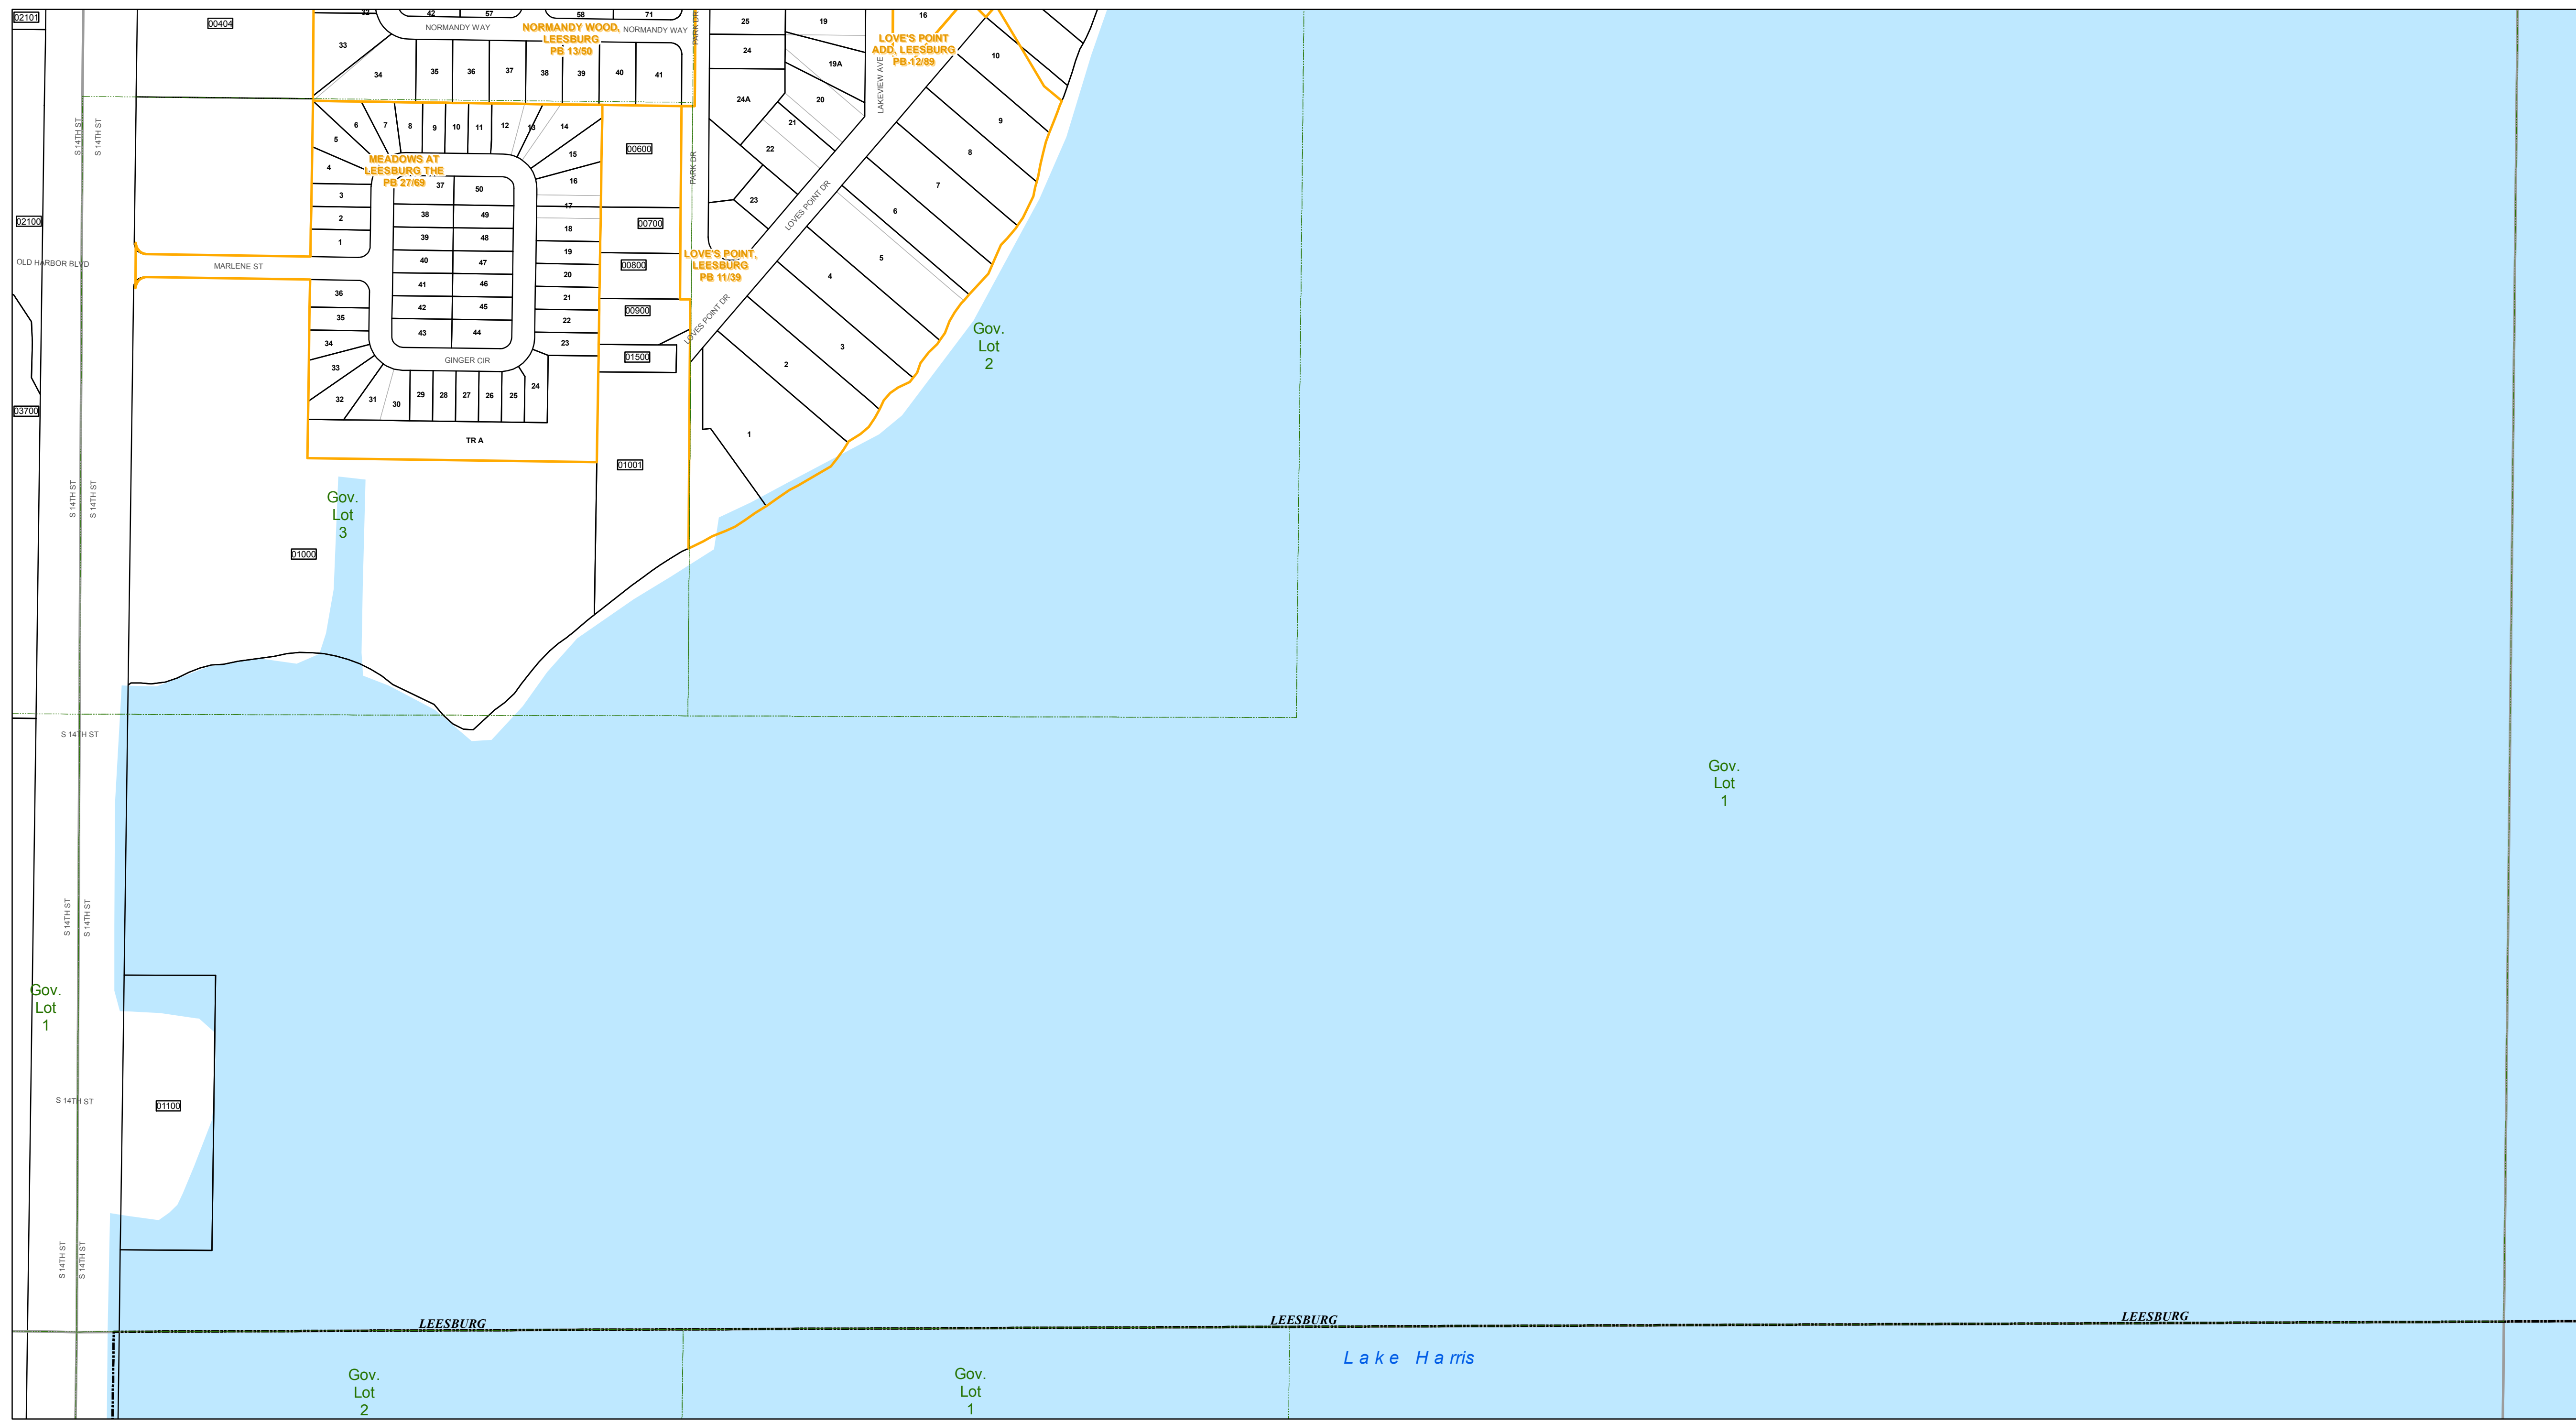 02101
00404
32
42
57
58
71
NORMANDY WAY
NORMANDY WAY
NORMANDY WOOD,
LEESBURG
PB 13/50
33
34
35
36
37
38
39
40
41
PARK DR
25
24
24A
19
19A
20
21
22
23
16
LOVE'S POINT
ADD, LEESBURG
PB 12/89
LAKEVIEW AVE
10
9
8
7
6
5
4
3
2
1
S 14TH ST
S 14TH ST
5
6
7
8
9
10
11
12
13
14
15
16
17
18
19
20
21
22
23
24
4
3
2
1
MEADOWS AT
LEESBURG THE
PB 27/69
37
50
38
49
39
48
40
47
41
46
42
45
43
44
GINGER CIR
36
35
34
33
32
31
30
29
28
27
26
25
TR A
00600
00700
00800
00900
01500
01001
PARK DR
LOVES POINT DR
LOVES POINT DR
LOVE'S POINT,
LEESBURG
PB 11/39
02100
OLD HARBOR BLVD
MARLENE ST
03700
Gov.
Lot
2
S 14TH ST
S 14TH ST
Gov.
Lot
3
01000
S 14TH ST
Gov.
Lot
1
S 14TH ST
S 14TH ST
Gov.
Lot
1
S 14TH ST
01100
S 14TH ST
S 14TH ST
LEESBURG
LEESBURG
LEESBURG
Lake Harris
Gov.
Lot
2
Gov.
Lot
1